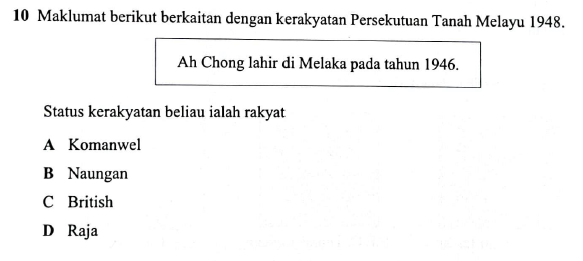 10 Maklumat berikut berkaitan dengan kerakyatan Persekutuan Tanah Melayu 1948.
Ah Chong lahir di Melaka pada tahun 1946.
Status kerakyatan beliau ialah rakyat
A Komanwel
B Naungan
C British
D Raja